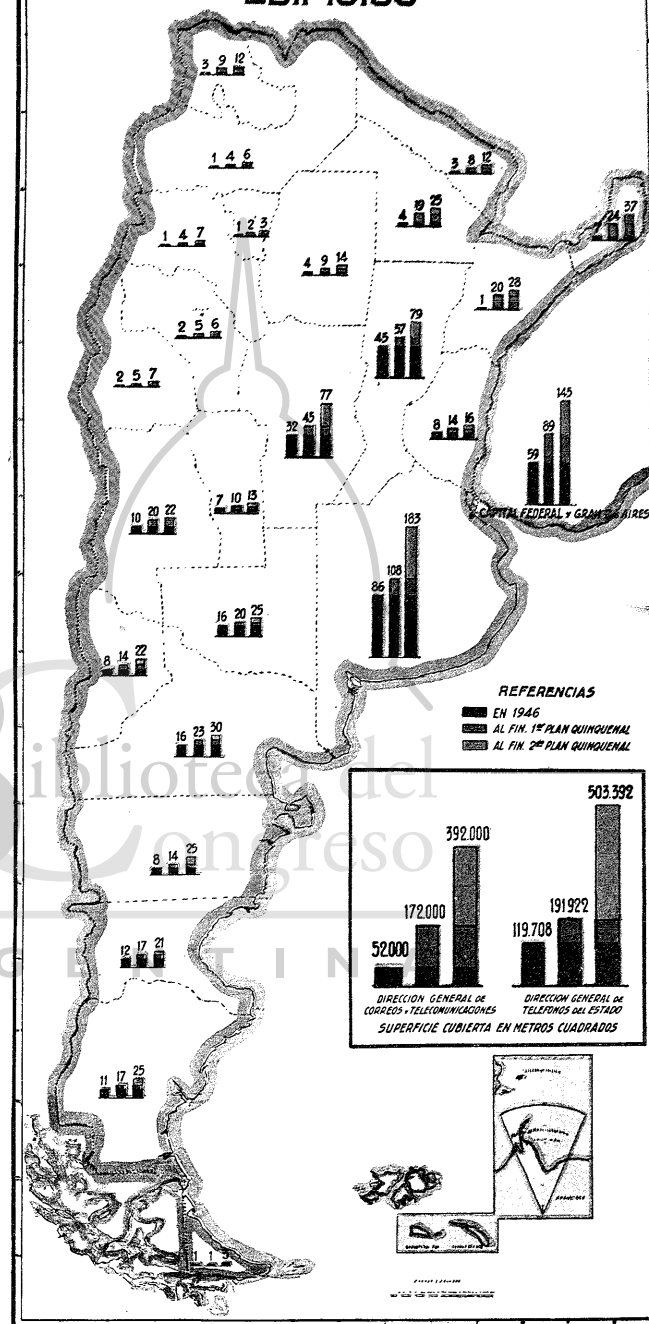 3 9 12
1 4 6
3 8 12
1 4 7
1 2 3
4 19 25
24 37
4 9 14
1 20 28
2 5 6
45 57 79
2 5 7
32 45 77
8 14 16
59 89 145
CAPITAL FEDERAL Y GRAN BS AIRES
10 20 22
7 10 13
86 108 183
16 20 25
8 14 22
16 23 30
REFERENCIAS
EN 1946
AL FIN. 1er PLAN QUINQUENAL
AL FIN. 2do PLAN QUINQUENAL
Biblioteca del
Congreso
ARGENTINA
8 14 25
12 17 21
11 17 25
1 1
52.000 172.000 392.000
119.708 191.922 503.392
DIRECCION GENERAL DE
CORREOS Y TELECOMUNICACIONES
DIRECCION GENERAL DE
TELEFONOS DEL ESTADO
SUPERFICIE CUBIERTA EN METROS CUADRADOS